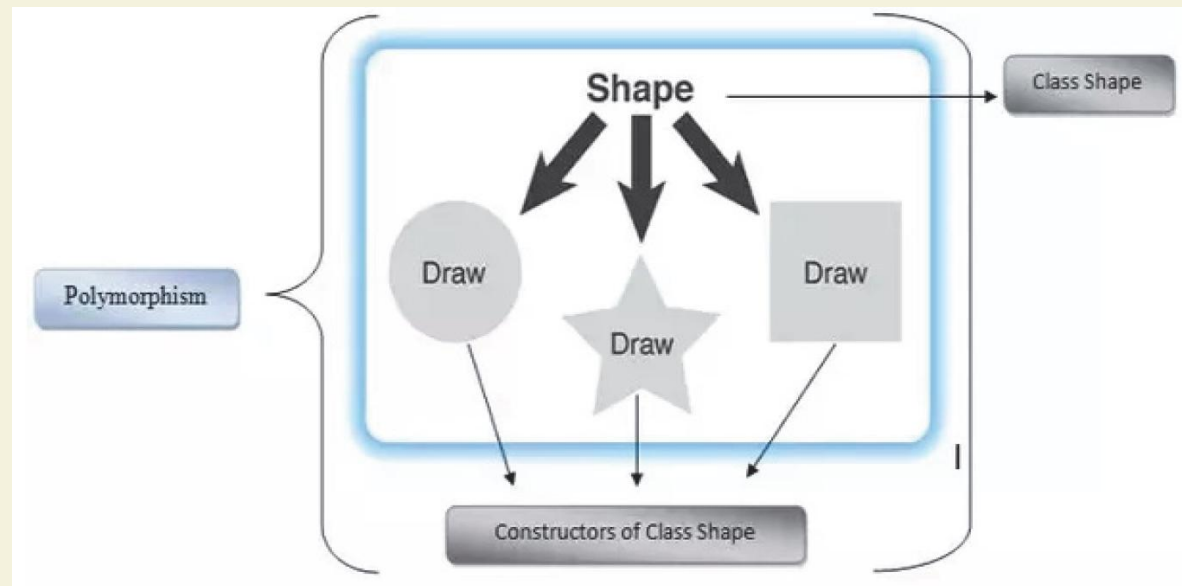 Shape
Class Shape
Draw
Draw
Draw
Polymorphism
Constructors of Class Shape